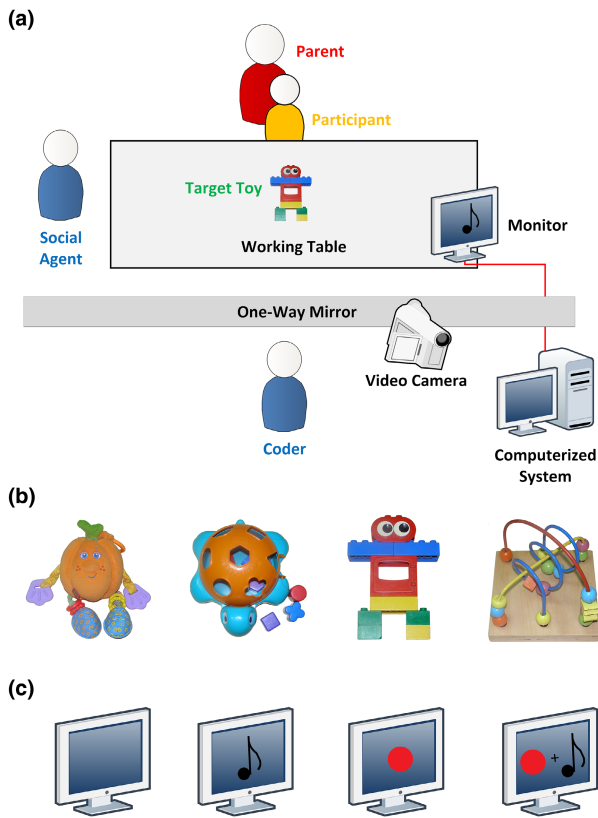 (a)
Parent
Participant
Target Toy
Social
Agent
Monitor
Working Table
One-Way Mirror
Video Camera
Coder
Computerized
System
(b)
(c)
+